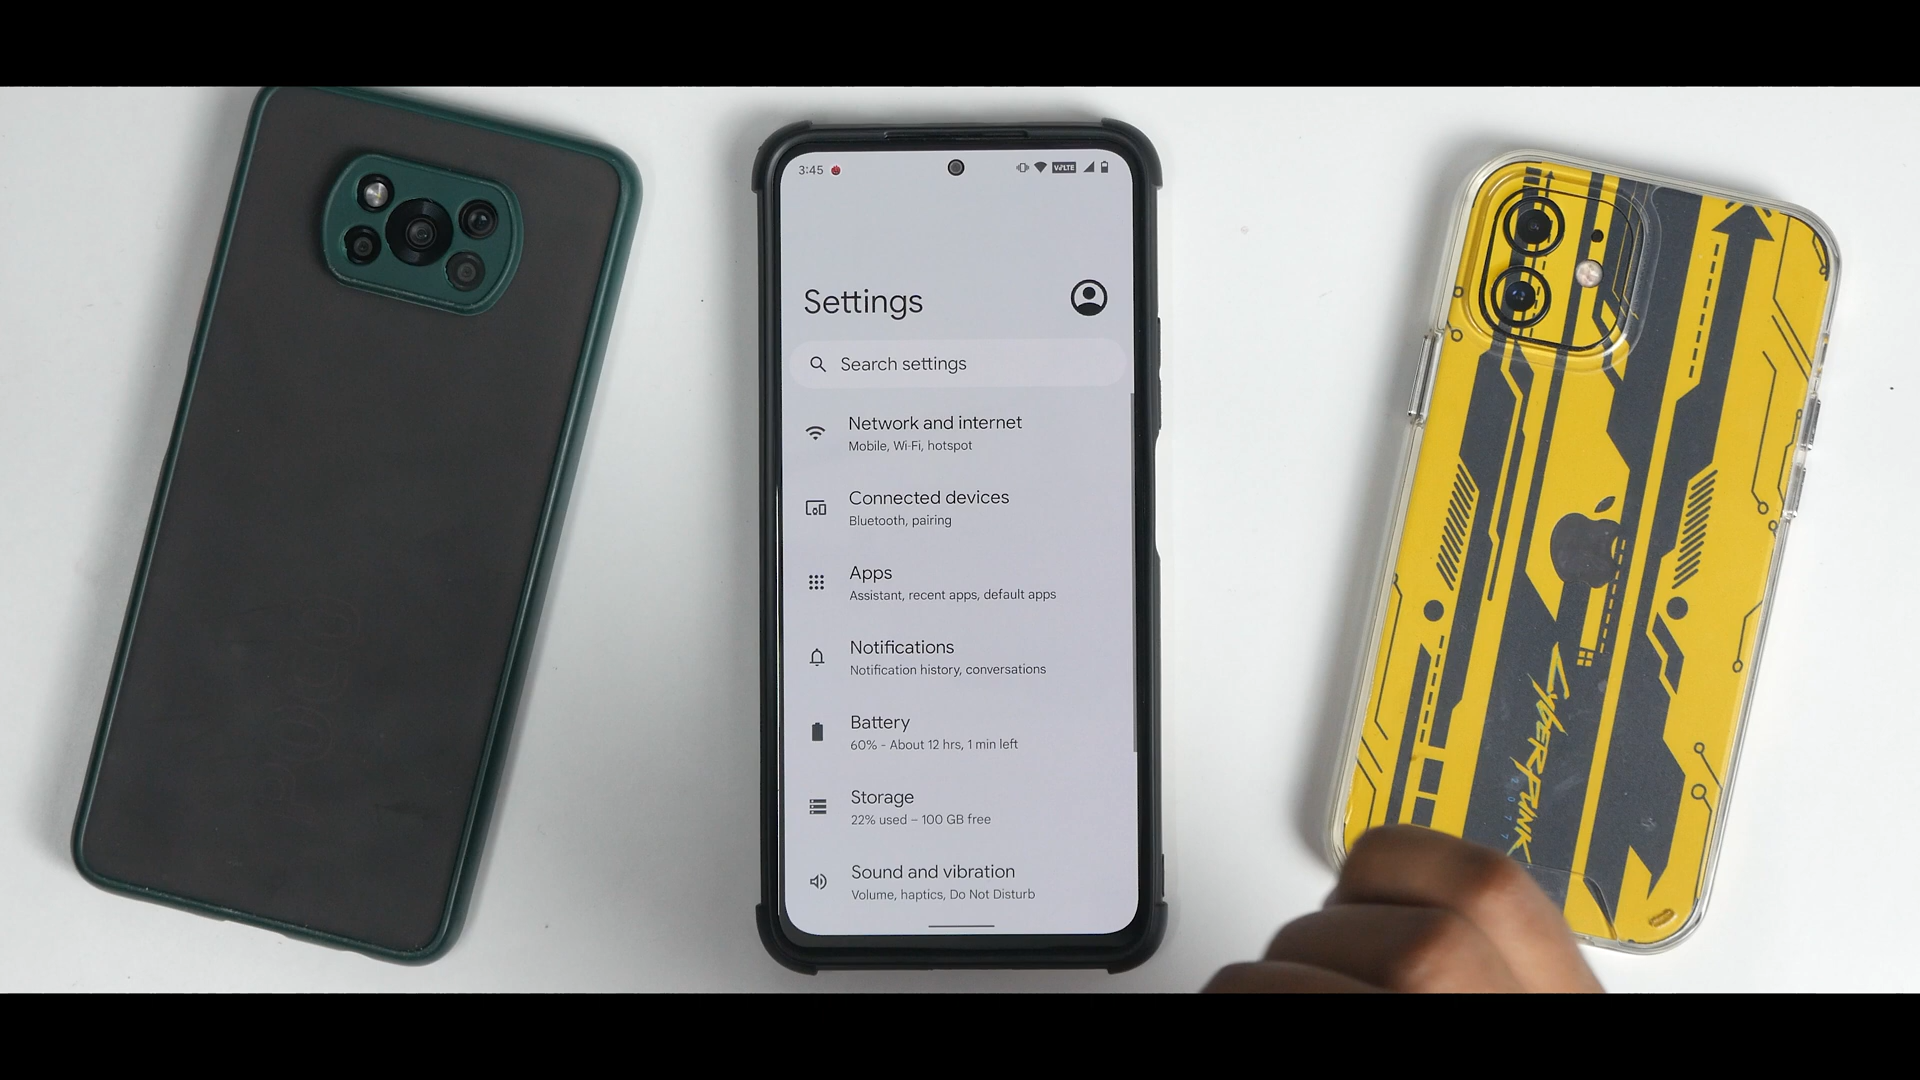 3:45
VoLTE
Settings
Search settings
Network and internet
Mobile, Wi-Fi, hotspot
Connected devices
Bluetooth, pairing
Apps
Assistant, recent apps, default apps
Notifications
Notification history, conversations
Battery
60% - About 12 hrs, 1 min left
Storage
22% used – 100 GB free
Sound and vibration
Volume, haptics, Do Not Disturb
CYBERPUNK
2077